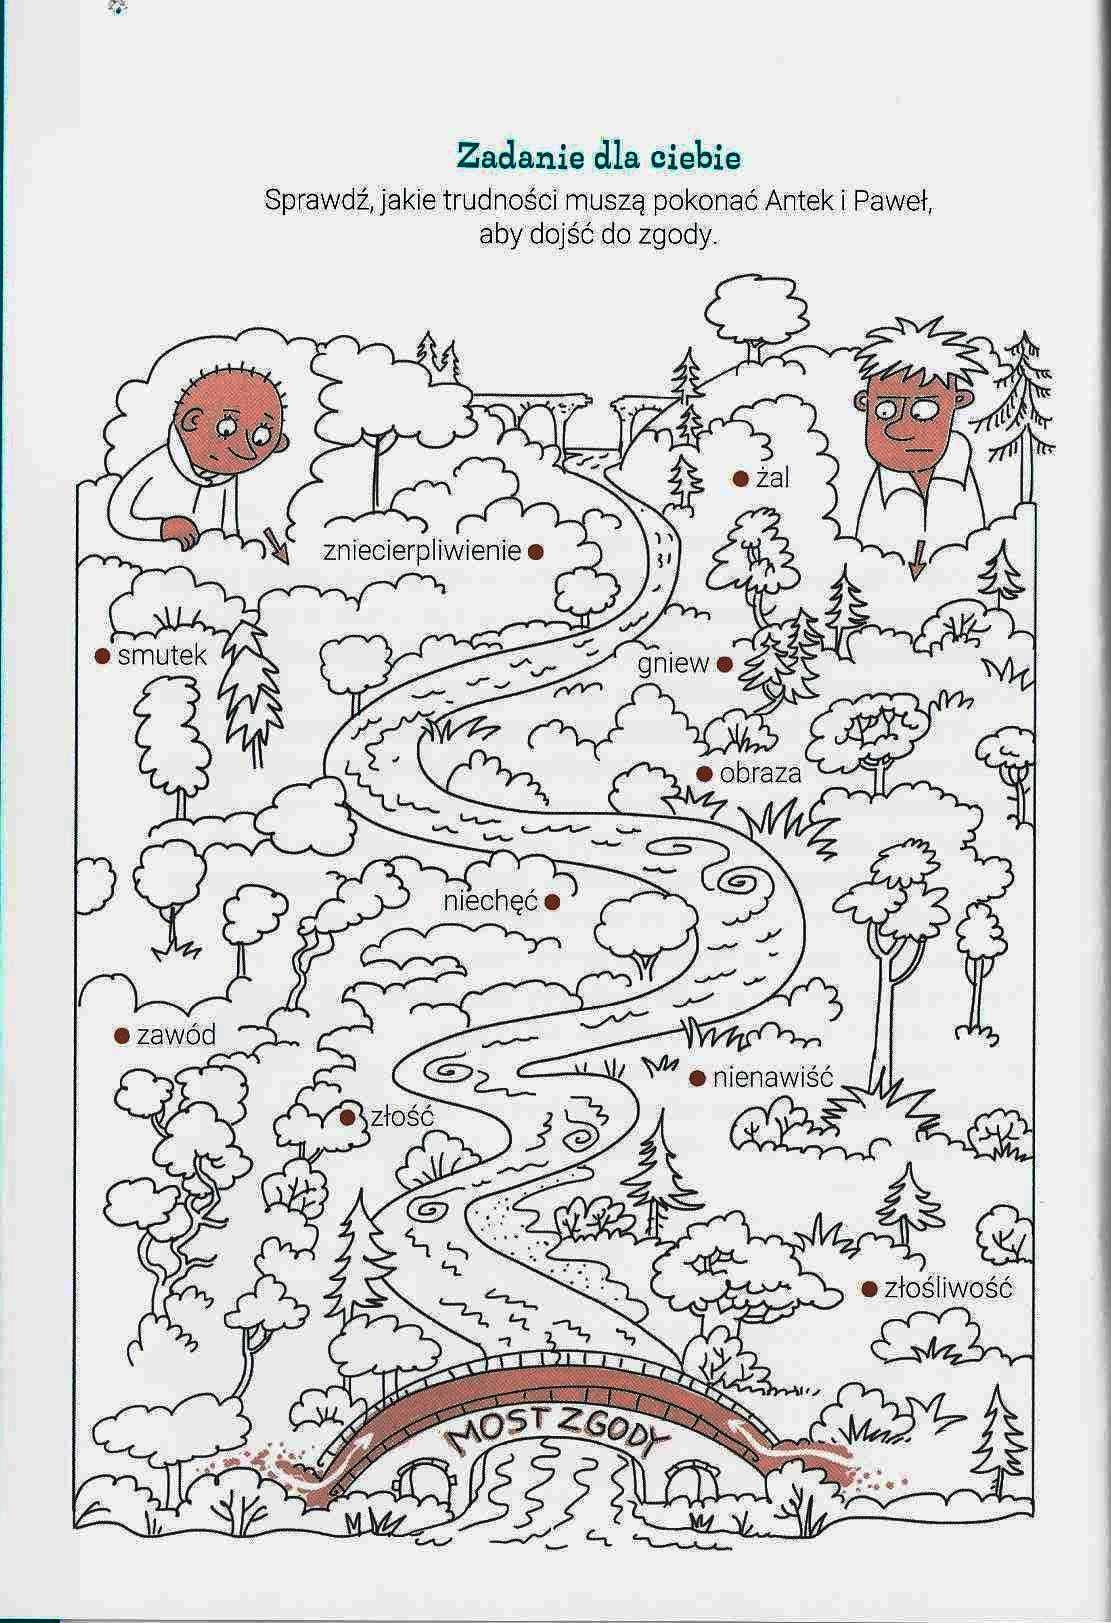 Zadanie dla ciebie
Sprawdź, jakie trudności muszą pokonać Antek i Paweł,
aby dojść do zgody.
żal
zniecierpliwienie
smutek
gniew
obraza
niechęć
zawód
nienawiść
złość
złośliwość
MOST ZGODY